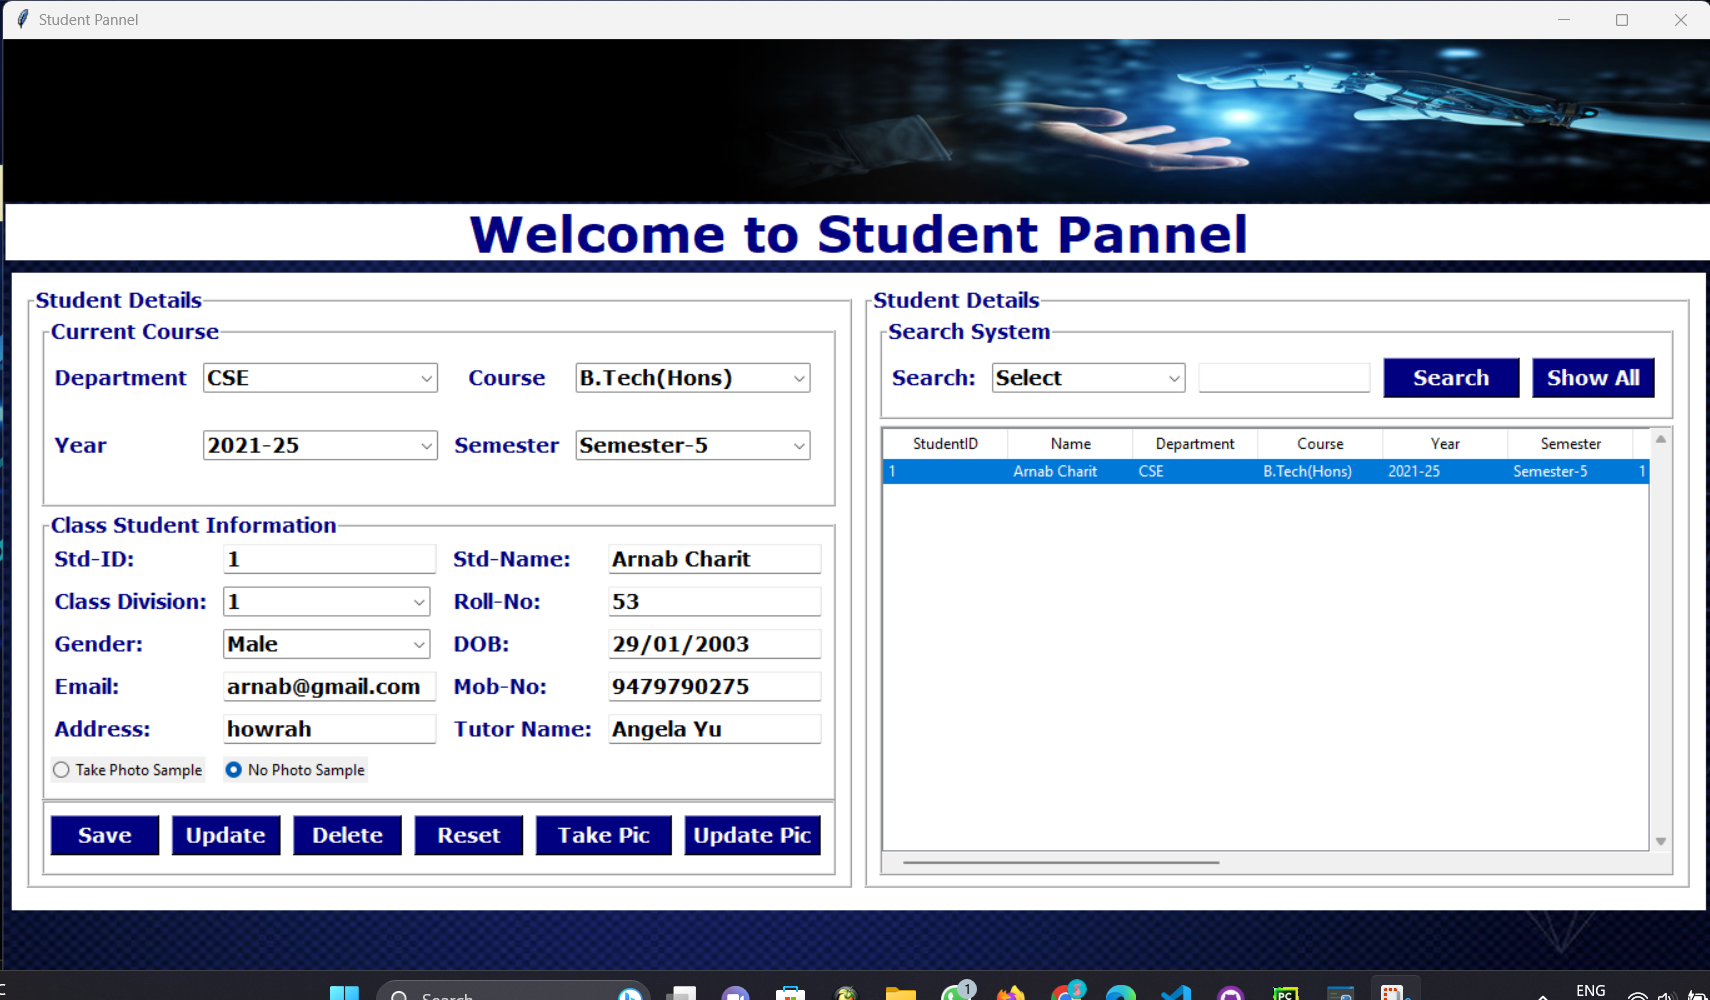 Student Pannel
Welcome to Student Pannel
Student Details
Current Course
Department CSE Course B.Tech(Hons)
Year 2021-25 Semester Semester-5
Class Student Information
Std-ID: 1 Std-Name: Arnab Charit
Class Division: 1 Roll-No: 53
Gender: Male DOB: 29/01/2003
Email: arnab@gmail.com Mob-No: 9479790275
Address: howrah Tutor Name: Angela Yu
Take Photo Sample No Photo Sample
Save Update Delete Reset Take Pic Update Pic
Student Details
Search System
Search: Select Search Show All
StudentID Name Department Course Year Semester
1 Arnab Charit CSE B.Tech(Hons) 2021-25 Semester-5 1
Search 1 PC ENG